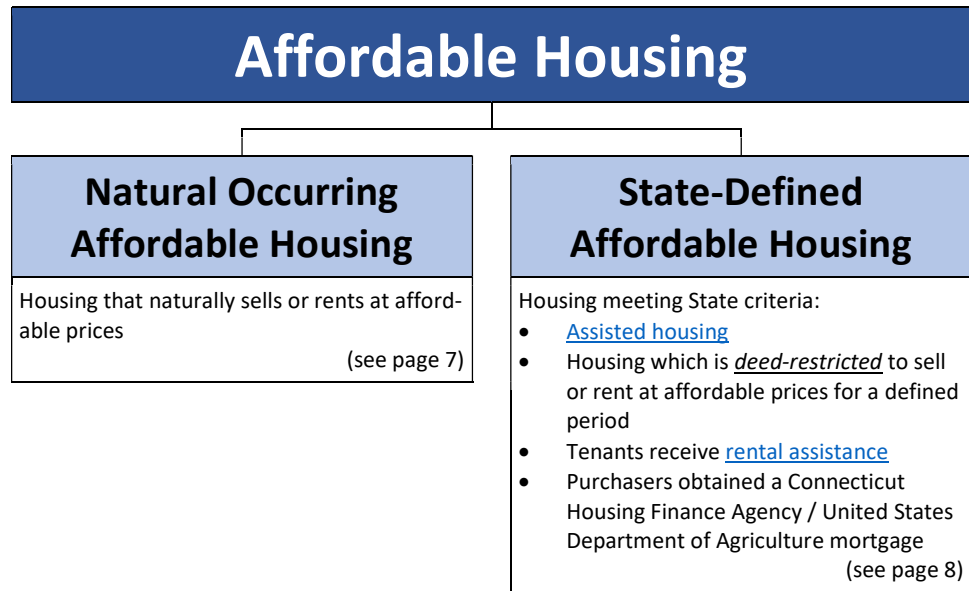 Affordable Housing
Natural Occurring
Affordable Housing
Housing that naturally sells or rents at afford-
able prices
(see page 7)
State-Defined
Affordable Housing
Housing meeting State criteria:
• Assisted housing
• Housing which is deed-restricted to sell
or rent at affordable prices for a defined
period
• Tenants receive rental assistance
• Purchasers obtained a Connecticut
Housing Finance Agency / United States
Department of Agriculture mortgage
(see page 8)